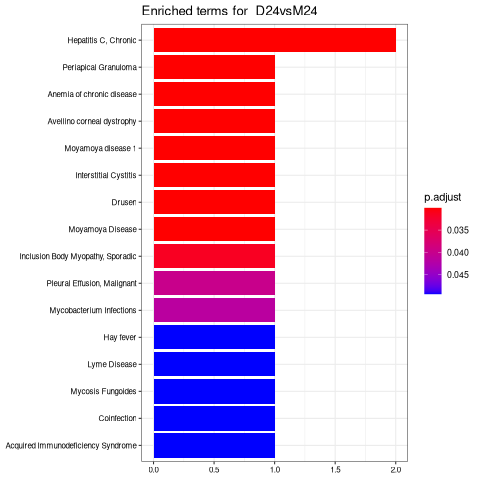 Enriched terms for D24vsM24
Hepatitis C, Chronic
Periapical Granuloma
Anemia of chronic disease
Avellino corneal dystrophy
Moyamoya disease 1
Interstitial Cystitis
Drusen
Moyamoya Disease
Inclusion Body Myopathy, Sporadic
Pleural Effusion, Malignant
Mycobacterium Infections
Hay fever
Lyme Disease
Mycosis Fungoides
Coinfection
Acquired Immunodeficiency Syndrome
0.0 0.5 1.0 1.5 2.0
p.adjust
0.035
0.040
0.045